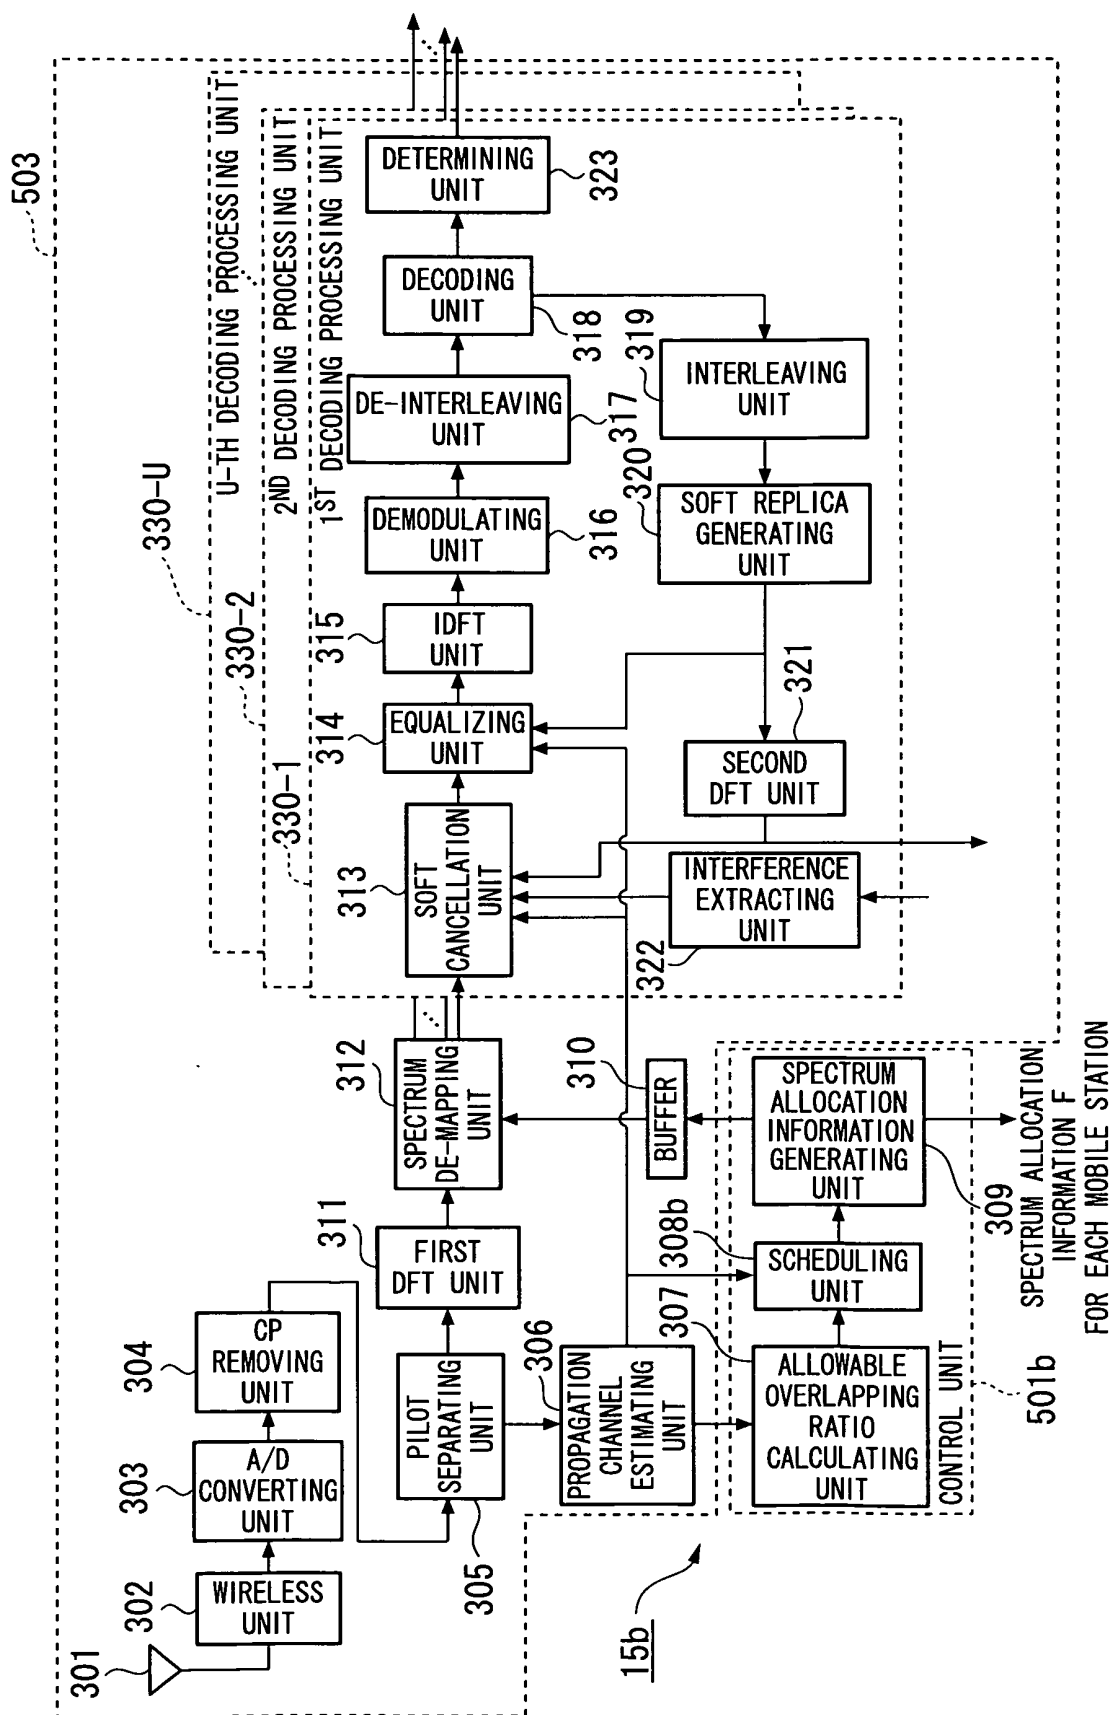 503
U-TH DECODING PROCESSING UNIT
330-U
2ND DECODING PROCESSING UNIT
330-2
1ST DECODING PROCESSING UNIT
330-1
301
302
WIRELESS
UNIT
303
A/D
CONVERTING
UNIT
304
CP
REMOVING
UNIT
305
PILOT
SEPARATING
UNIT
311
FIRST
DFT UNIT
312
SPECTRUM
DE-MAPPING
UNIT
313
SOFT
CANCELLATION
UNIT
314
EQUALIZING
UNIT
315
IDFT
UNIT
DEMODULATING
UNIT
316
DE-INTERLEAVING
UNIT
317
DECODING
UNIT
318
DETERMINING
UNIT
323
319
INTERLEAVING
UNIT
320
SOFT REPLICA
GENERATING
UNIT
321
SECOND
DFT UNIT
INTERFERENCE
EXTRACTING
UNIT
322
306
PROPAGATION
CHANNEL
ESTIMATING
UNIT
310
BUFFER
307
ALLOWABLE
OVERLAPPING
RATIO
CALCULATING
UNIT
308b
SCHEDULING
UNIT
SPECTRUM
ALLOCATION
INFORMATION
GENERATING
UNIT
309
CONTROL UNIT
501b
SPECTRUM ALLOCATION
INFORMATION F
FOR EACH MOBILE STATION
15b